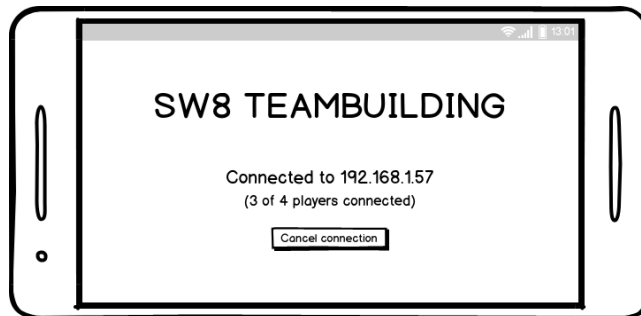 13:01
SW8 TEAMBUILDING
Connected to 192.168.1.57
(3 of 4 players connected)
Cancel connection